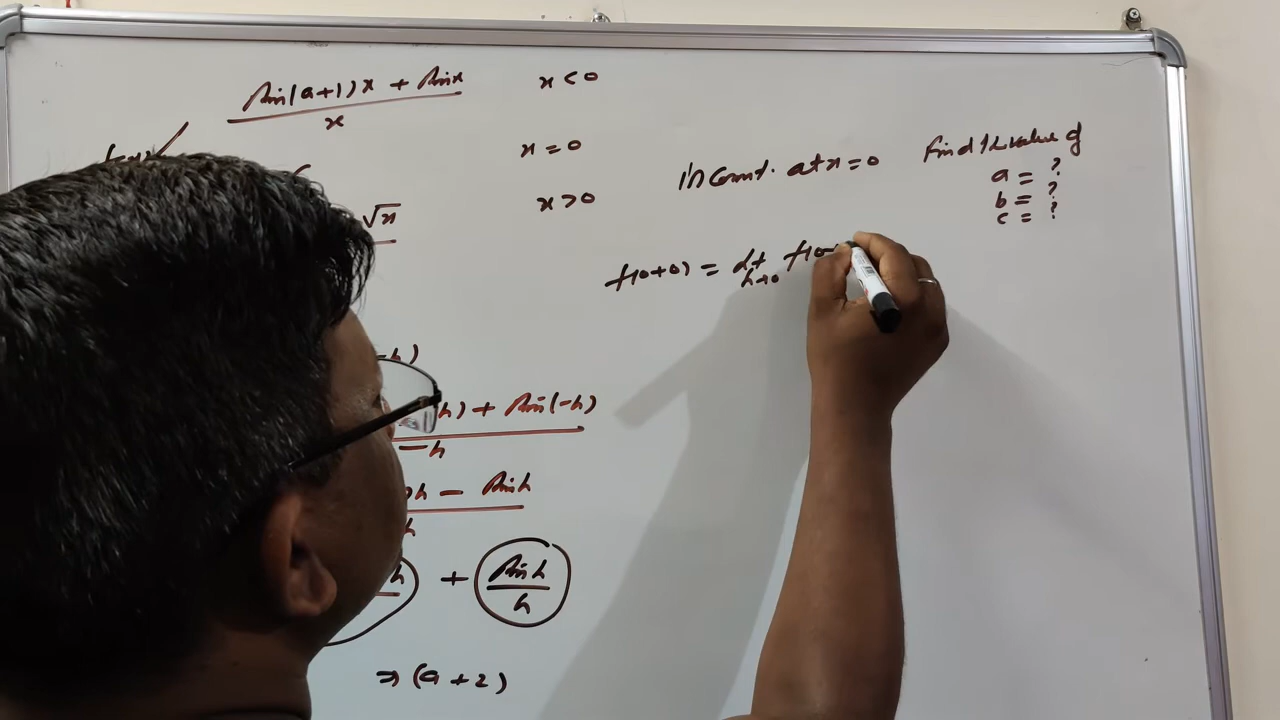 sin(a+1)x + sinx x < 0
x
x = 0
is cont. at x = 0 Find the value of
a = ?
b = ?
c = ?
√x x > 0
f(0+0) = Lt f(0
h→0
-h)
h) + sin(-h)
-h
h - sinh
h
h + sinh
h
⇒ (a + 2)